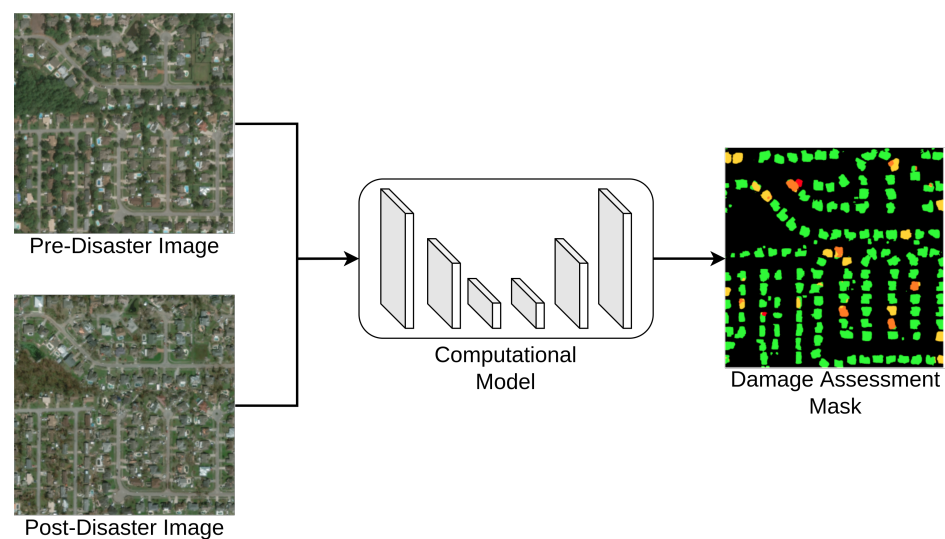 Pre-Disaster Image
Post-Disaster Image
Computational
Model
Damage Assessment
Mask